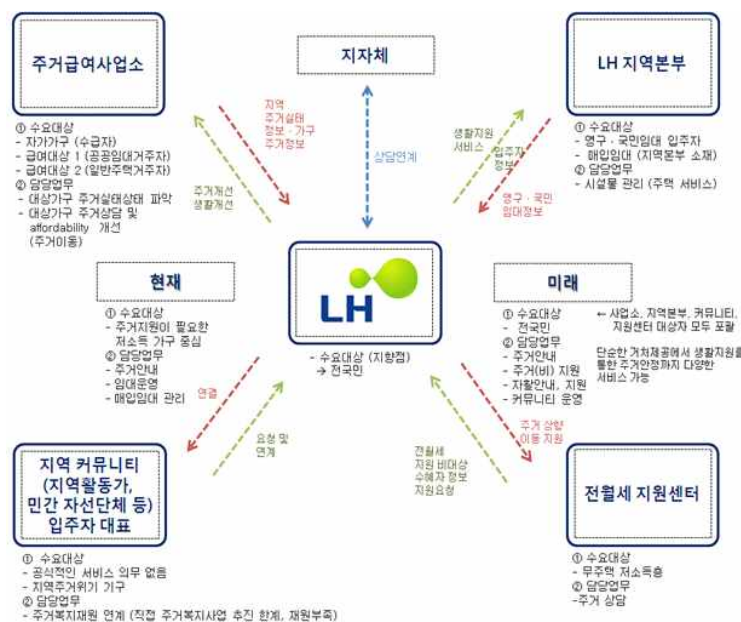 주거급여사업소
지자체
LH 지역본부
① 수요대상
- 자가가구 (수급자)
- 급여대상 1 (공공임대거주자)
- 급여대상 2 (일반주택거주자)
② 담당업무
- 대상가구 주거실태상태 파악
- 대상가구 주거상담 및
affordability 개선
(주거이동)
지역
주거실태
정보·가구
주거정보
주거개선
생활개선
상담연계
생활지원
서비스
입주자
정보
영구·국민
임대정보
① 수요대상
- 영구·국민임대 입주자
- 매입임대 (지역본부 소재)
② 담당업무
- 시설물 관리 (주택 서비스)
현재
① 수요대상
- 주거지원이 필요한
저소득 가구 중심
② 담당업무
- 주거안내
- 임대운영
- 매입임대 관리
LH
- 수요대상 (지향점)
→ 전국민
미래
① 수요대상
- 전국민
② 담당업무
- 주거안내
- 주거(비) 지원
- 자활안내, 지원
- 커뮤니티 운영
← 사업소, 지역본부, 커뮤니티,
지원센터 대상자 모두 포괄
단순한 거처제공에서 생활지원을
통한 주거안정까지 다양한
서비스 가능
연결
요청 및
연계
전월세
지원 비대상
수혜자 정보
지원요청
주거 상향
이동 지원
지역 커뮤니티
(지역활동가,
민간 자선단체 등)
입주자 대표
① 수요대상
- 공식적인 서비스 의무 없음
- 지역주거위기 가구
② 담당업무
- 주거복지재원 연계 (직접 주거복지사업 추진 한계, 재원부족)
전월세 지원센터
① 수요대상
- 무주택 저소득층
② 담당업무
-주거 상담